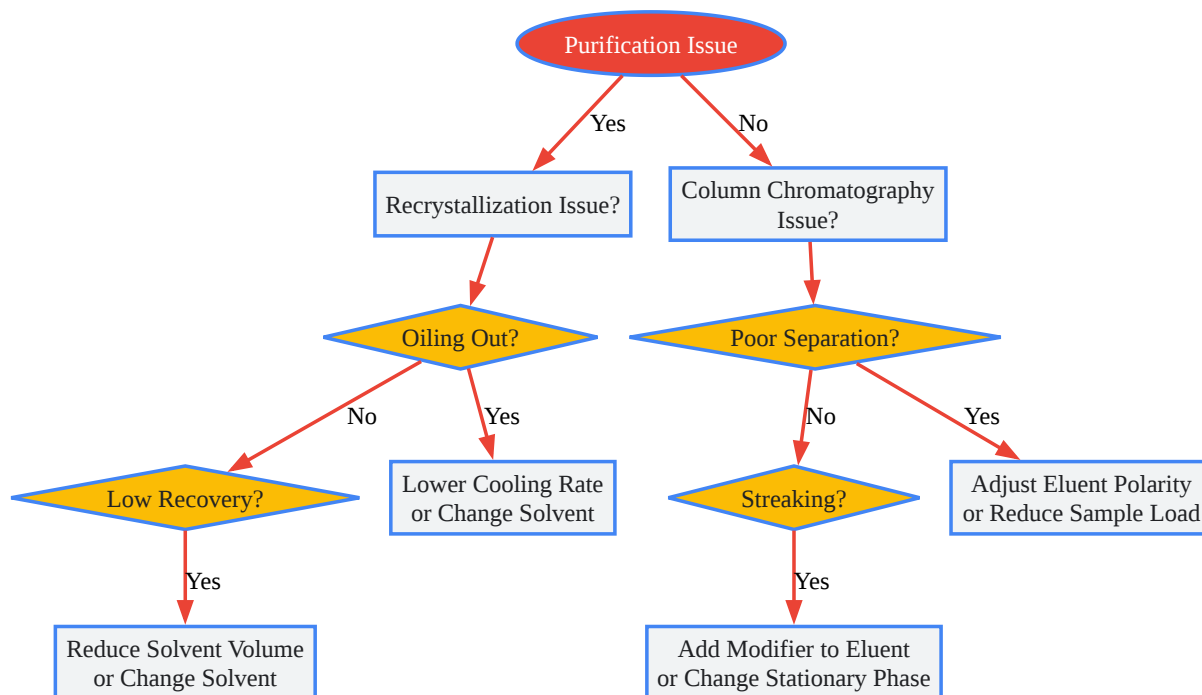 Purification Issue
Yes
No
Recrystallization Issue?
Column Chromatography
Issue?
Oiling Out?
Poor Separation?
No
Yes
No
Yes
Low Recovery?
Lower Cooling Rate
or Change Solvent
Streaking?
Adjust Eluent Polarity
or Reduce Sample Load
Yes
Yes
Reduce Solvent Volume
or Change Solvent
Add Modifier to Eluent
or Change Stationary Phase